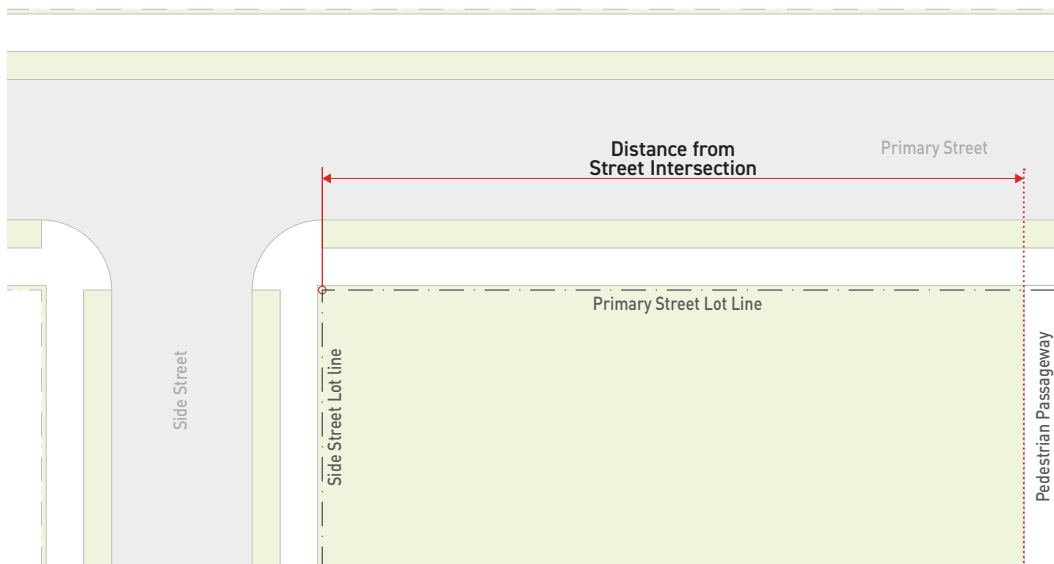 Distance from
Street Intersection
Primary Street
Primary Street Lot Line
Side Street
Side Street Lot line
Pedestrian Passageway